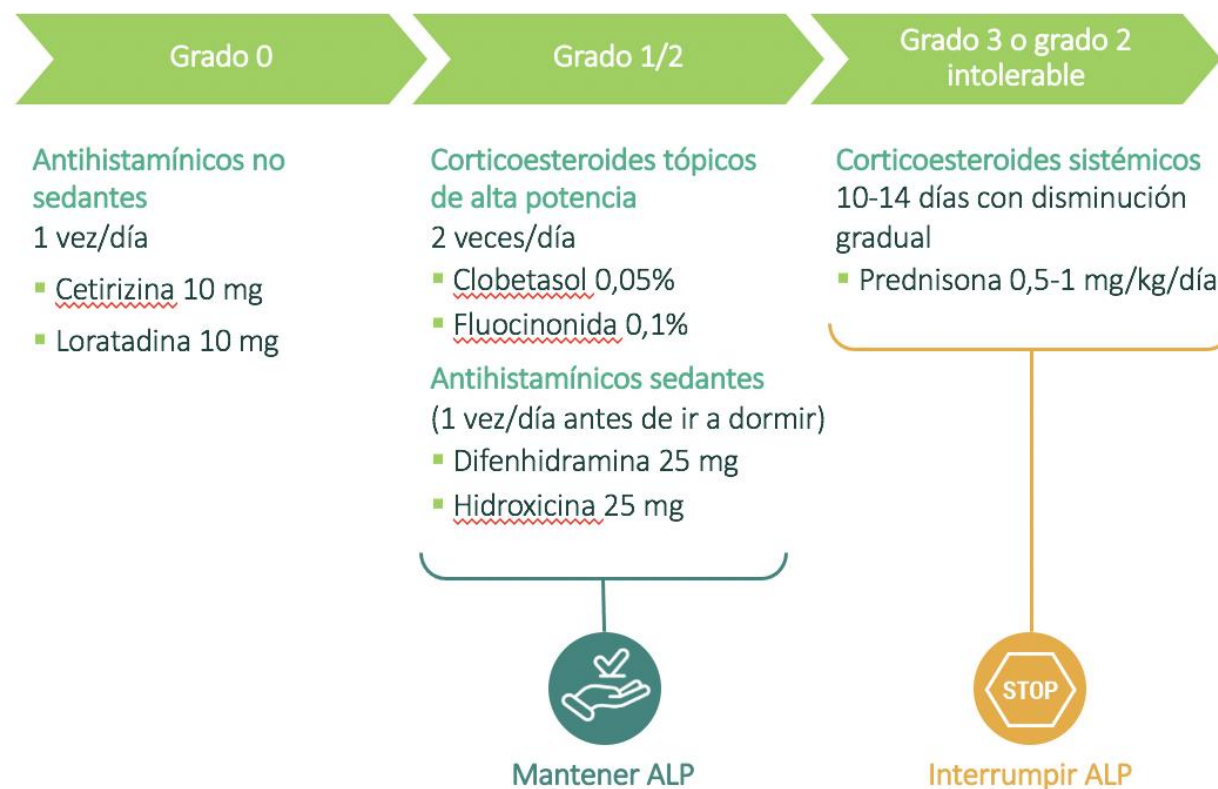 Grado 0
Grado 1/2
Grado 3 o grado 2
intolerable
Antihistamínicos no
sedantes
1 vez/día
▪ Cetirizina 10 mg
▪ Loratadina 10 mg
Corticoesteroides tópicos
de alta potencia
2 veces/día
▪ Clobetasol 0,05%
▪ Fluocinonida 0,1%
Antihistamínicos sedantes
(1 vez/día antes de ir a dormir)
▪ Difenhidramina 25 mg
▪ Hidroxicina 25 mg
Mantener ALP
Corticoesteroides sistémicos
10-14 días con disminución
gradual
▪ Prednisona 0,5-1 mg/kg/día
STOP
Interrumpir ALP